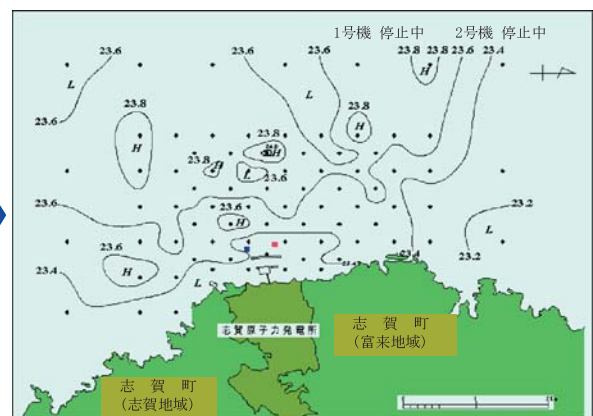 1号機 停止中 2号機 停止中
23.6 23.6 23.8 23.8 23.6 23.4
L H
L 23.8
23.6 23.8 H
H 23.8 H
23.8 H
L 23.6
23.6 23.6 23.2
H L
23.6 23.2
23.4 H 23.4
L
志賀原子力発電所
志賀町
(富来地域)
志賀町
(志賀地域)